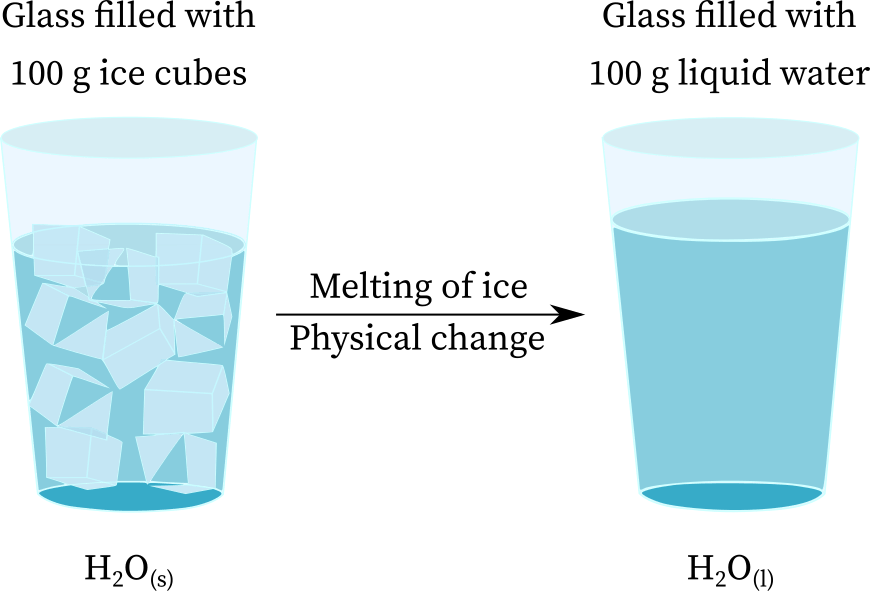 Glass filled with
100 g ice cubes
Glass filled with
100 g liquid water
Melting of ice
Physical change
H₂O₍s₎
H₂O₍l₎